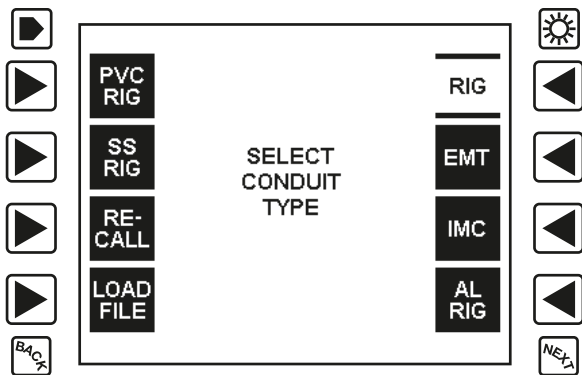 PVC
RIG
RIG
SS
RIG
SELECT
CONDUIT
TYPE
EMT
RE-
CALL
IMC
LOAD
FILE
AL
RIG
BACK
NEXT